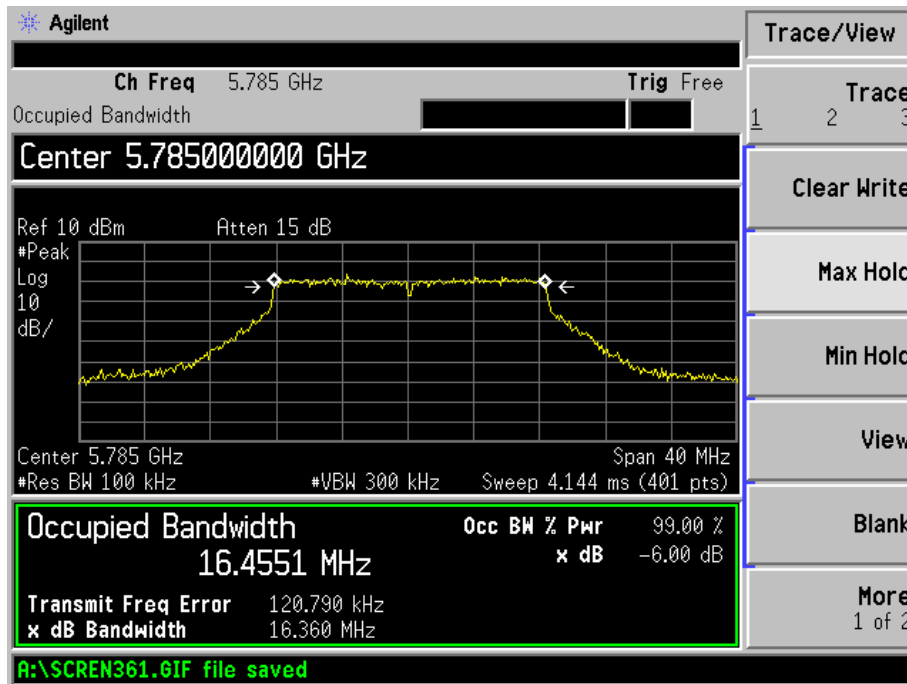 Agilent
Trace/View
Ch Freq 5.785 GHz Trig Free
Occupied Bandwidth
Trace
1 2 3
Center 5.785000000 GHz
Clear Write
Ref 10 dBm Atten 15 dB
#Peak
Log
10
dB/
Max Hold
Min Hold
View
Center 5.785 GHz Span 40 MHz
#Res BW 100 kHz #VBW 300 kHz Sweep 4.144 ms (401 pts)
Occupied Bandwidth
16.4551 MHz
Occ BW % Pwr 99.00 %
x dB -6.00 dB
Blank
Transmit Freq Error 120.790 kHz
x dB Bandwidth 16.360 MHz
More
1 of 2
A:\SCREN361.GIF file saved